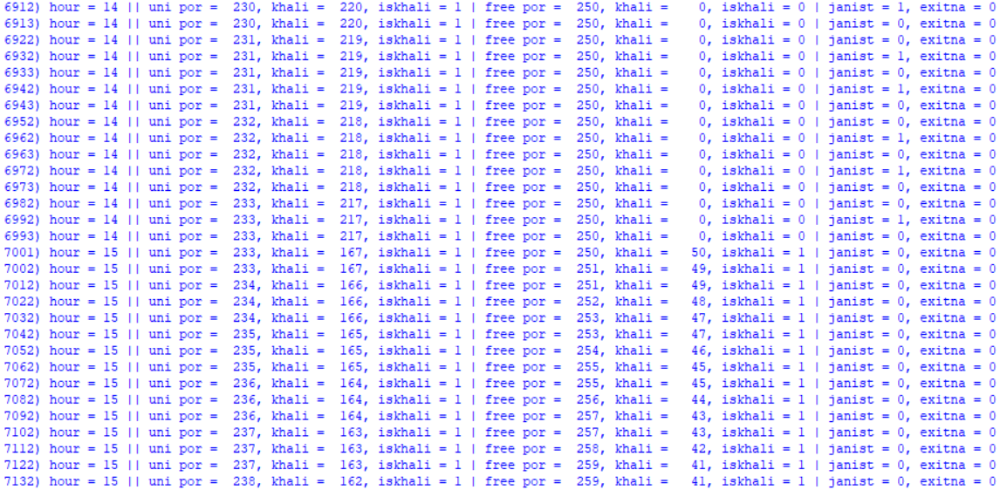 6912) hour = 14 || uni por =  230, khali =  220, iskhali = 1 | free por =  250, khali =    0, iskhali = 0 | janist = 1, exitna = 0
6913) hour = 14 || uni por =  230, khali =  220, iskhali = 1 | free por =  250, khali =    0, iskhali = 0 | janist = 0, exitna = 0
6922) hour = 14 || uni por =  231, khali =  219, iskhali = 1 | free por =  250, khali =    0, iskhali = 0 | janist = 0, exitna = 0
6932) hour = 14 || uni por =  231, khali =  219, iskhali = 1 | free por =  250, khali =    0, iskhali = 0 | janist = 1, exitna = 0
6933) hour = 14 || uni por =  231, khali =  219, iskhali = 1 | free por =  250, khali =    0, iskhali = 0 | janist = 0, exitna = 0
6942) hour = 14 || uni por =  231, khali =  219, iskhali = 1 | free por =  250, khali =    0, iskhali = 0 | janist = 1, exitna = 0
6943) hour = 14 || uni por =  231, khali =  219, iskhali = 1 | free por =  250, khali =    0, iskhali = 0 | janist = 0, exitna = 0
6952) hour = 14 || uni por =  232, khali =  218, iskhali = 1 | free por =  250, khali =    0, iskhali = 0 | janist = 0, exitna = 0
6962) hour = 14 || uni por =  232, khali =  218, iskhali = 1 | free por =  250, khali =    0, iskhali = 0 | janist = 1, exitna = 0
6963) hour = 14 || uni por =  232, khali =  218, iskhali = 1 | free por =  250, khali =    0, iskhali = 0 | janist = 0, exitna = 0
6972) hour = 14 || uni por =  232, khali =  218, iskhali = 1 | free por =  250, khali =    0, iskhali = 0 | janist = 1, exitna = 0
6973) hour = 14 || uni por =  232, khali =  218, iskhali = 1 | free por =  250, khali =    0, iskhali = 0 | janist = 0, exitna = 0
6982) hour = 14 || uni por =  233, khali =  217, iskhali = 1 | free por =  250, khali =    0, iskhali = 0 | janist = 0, exitna = 0
6992) hour = 14 || uni por =  233, khali =  217, iskhali = 1 | free por =  250, khali =    0, iskhali = 0 | janist = 1, exitna = 0
6993) hour = 14 || uni por =  233, khali =  217, iskhali = 1 | free por =  250, khali =    0, iskhali = 0 | janist = 0, exitna = 0
7001) hour = 15 || uni por =  233, khali =  167, iskhali = 1 | free por =  250, khali =   50, iskhali = 1 | janist = 0, exitna = 0
7002) hour = 15 || uni por =  233, khali =  167, iskhali = 1 | free por =  251, khali =   49, iskhali = 1 | janist = 0, exitna = 0
7012) hour = 15 || uni por =  234, khali =  166, iskhali = 1 | free por =  251, khali =   49, iskhali = 1 | janist = 0, exitna = 0
7022) hour = 15 || uni por =  234, khali =  166, iskhali = 1 | free por =  252, khali =   48, iskhali = 1 | janist = 0, exitna = 0
7032) hour = 15 || uni por =  234, khali =  166, iskhali = 1 | free por =  253, khali =   47, iskhali = 1 | janist = 0, exitna = 0
7042) hour = 15 || uni por =  235, khali =  165, iskhali = 1 | free por =  253, khali =   47, iskhali = 1 | janist = 0, exitna = 0
7052) hour = 15 || uni por =  235, khali =  165, iskhali = 1 | free por =  254, khali =   46, iskhali = 1 | janist = 0, exitna = 0
7062) hour = 15 || uni por =  235, khali =  165, iskhali = 1 | free por =  255, khali =   45, iskhali = 1 | janist = 0, exitna = 0
7072) hour = 15 || uni por =  236, khali =  164, iskhali = 1 | free por =  255, khali =   45, iskhali = 1 | janist = 0, exitna = 0
7082) hour = 15 || uni por =  236, khali =  164, iskhali = 1 | free por =  256, khali =   44, iskhali = 1 | janist = 0, exitna = 0
7092) hour = 15 || uni por =  236, khali =  164, iskhali = 1 | free por =  257, khali =   43, iskhali = 1 | janist = 0, exitna = 0
7102) hour = 15 || uni por =  237, khali =  163, iskhali = 1 | free por =  257, khali =   43, iskhali = 1 | janist = 0, exitna = 0
7112) hour = 15 || uni por =  237, khali =  163, iskhali = 1 | free por =  258, khali =   42, iskhali = 1 | janist = 0, exitna = 0
7122) hour = 15 || uni por =  237, khali =  163, iskhali = 1 | free por =  259, khali =   41, iskhali = 1 | janist = 0, exitna = 0
7132) hour = 15 || uni por =  238, khali =  162, iskhali = 1 | free por =  259, khali =   41, iskhali = 1 | janist = 0, exitna = 0